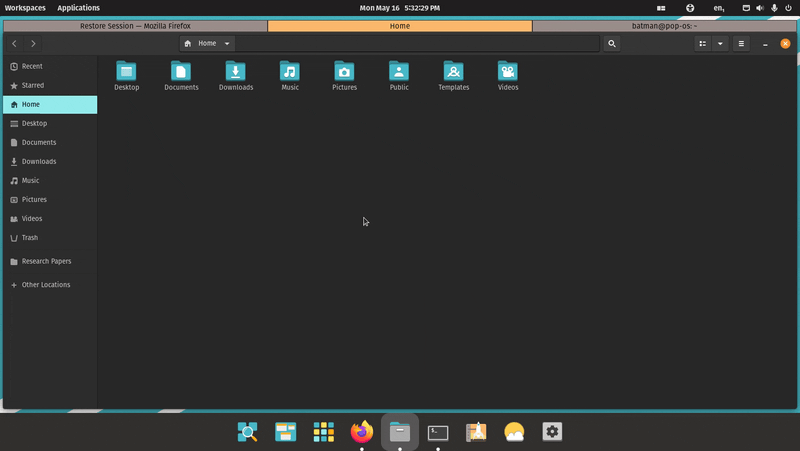 Workspaces Applications Mon May 16 5:32:29 PM en₁
Restore Session — Mozilla Firefox Home batman@pop-os: ~
Home
Recent
Starred
Home
Desktop
Documents
Downloads
Music
Pictures
Videos
Trash
Research Papers
Other Locations
Desktop Documents Downloads Music Pictures Public Templates Videos